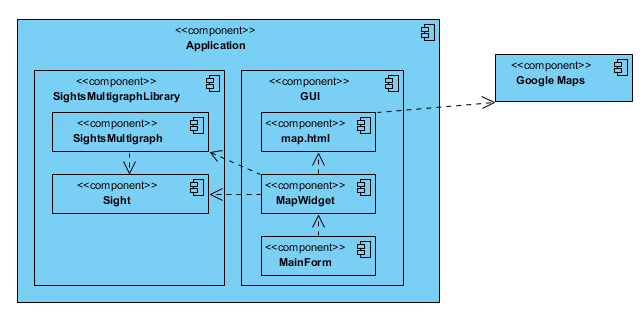 <<component>>
Application
<<component>>
SightsMultigraphLibrary
<<component>>
SightsMultigraph
<<component>>
Sight
<<component>>
GUI
<<component>>
map.html
<<component>>
MapWidget
<<component>>
MainForm
<<component>>
Google Maps